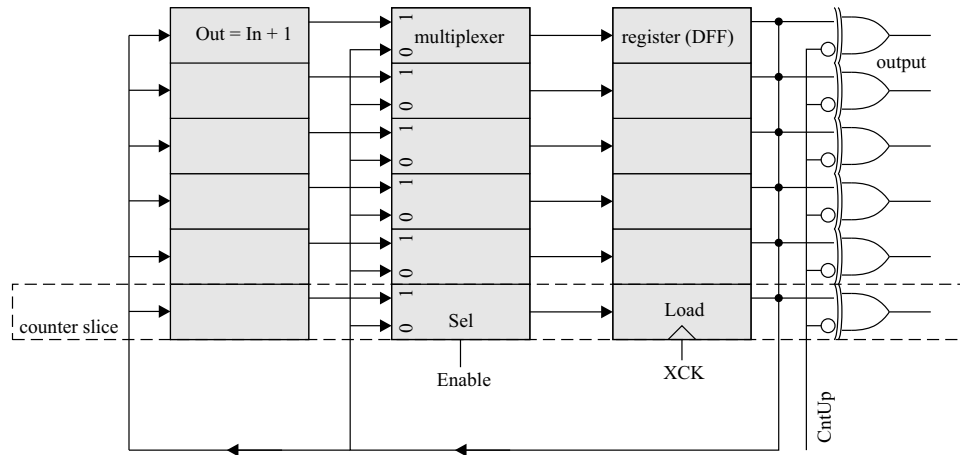 Out = In + 1
1
multiplexer
register (DFF)
0
output
1
0
1
0
1
0
1
0
1
counter slice
0
Sel
Load
Enable
XCK
CntUp